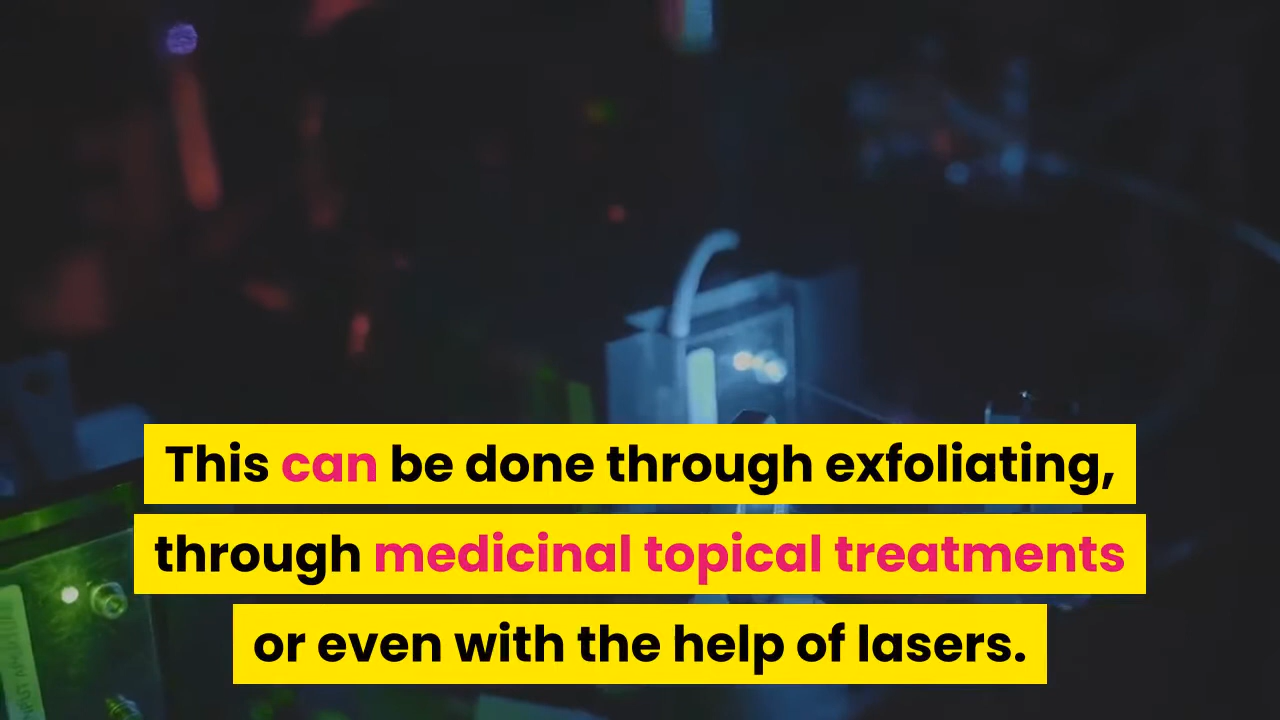 This can be done through exfoliating,
through medicinal topical treatments
or even with the help of lasers.